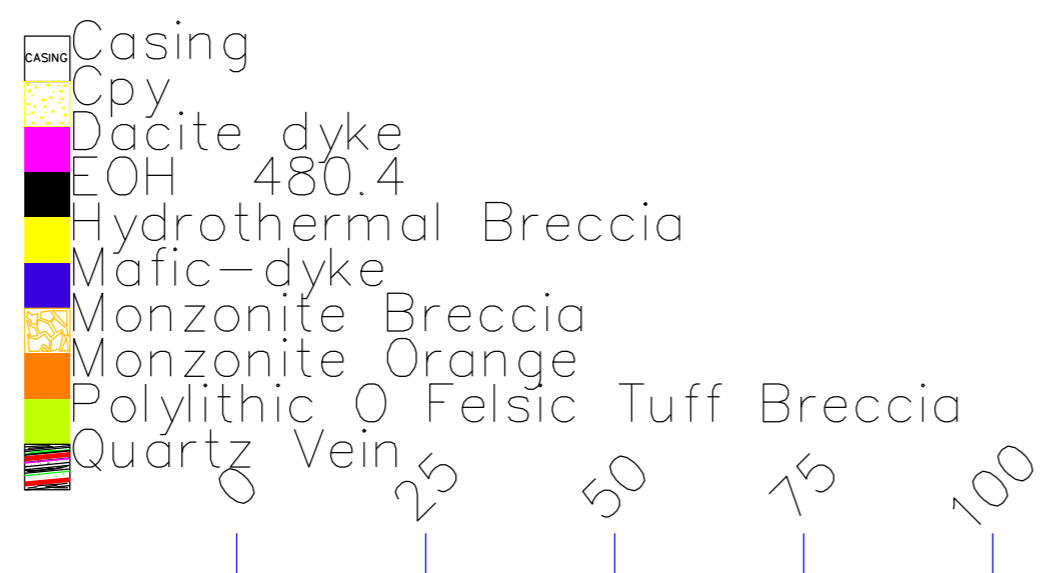 CASING Casing
Cpy
Dacite dyke
EOH 480.4
Hydrothermal Breccia
Mafic-dyke
Monzonite Breccia
Monzonite Orange
Polylithic O Felsic Tuff Breccia
Quartz Vein
0 25 50 75 100